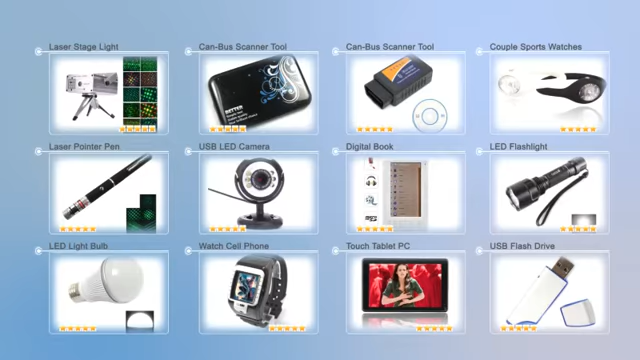 Laser Stage Light
Can-Bus Scanner Tool
Can-Bus Scanner Tool
Couple Sports Watches
Laser Pointer Pen
USB LED Camera
Digital Book
LED Flashlight
LED Light Bulb
Watch Cell Phone
Touch Tablet PC
USB Flash Drive